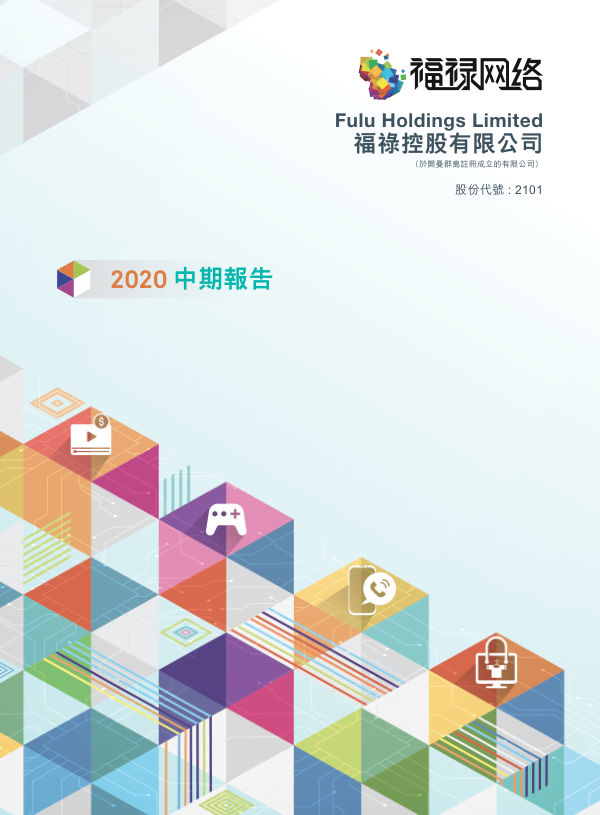 福禄网络
Fulu Holdings Limited
福祿控股有限公司
（於開曼群島註冊成立的有限公司）
股份代號 : 2101
2020 中期報告
$